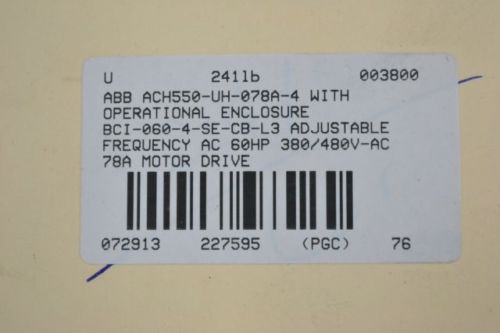 U 241lb 003800
ABB ACH550-UH-078A-4 WITH
OPERATIONAL ENCLOSURE
BCI-060-4-SE-CB-L3 ADJUSTABLE
FREQUENCY AC 60HP 380/480V-AC
78A MOTOR DRIVE
072913 227595 (PGC) 76